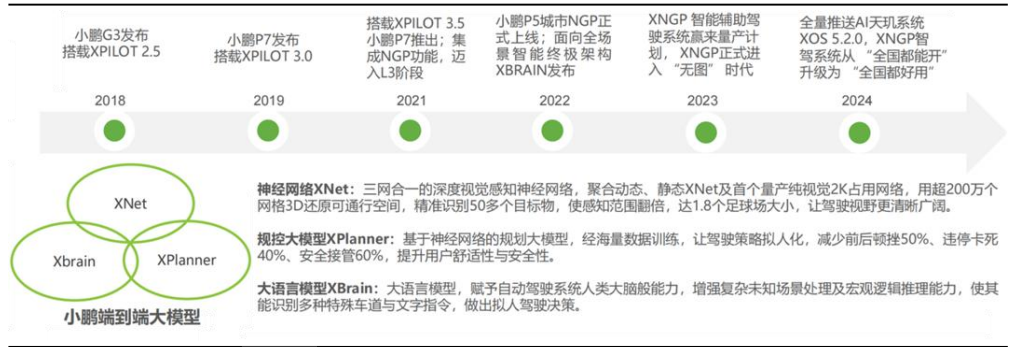 小鹏G3发布
搭载XPILOT 2.5
小鹏P7发布
搭载XPILOT 3.0
搭载XPILOT 3.5
小鹏P7推出；集
成NGP功能，迈
入L3阶段
小鹏P5城市NGP正
式上线；面向全场
景智能终极架构
XBRAIN发布
XNGP 智能辅助驾
驶系统赢来量产计
划， XNGP正式进
入 “无图” 时代
全量推送AI天玑系统
XOS 5.2.0，XNGP智
驾系统从 “全国都能开”
升级为 “全国都好用”
2018
2019
2021
2022
2023
2024
XNet
Xbrain
XPlanner
小鹏端到端大模型
神经网络XNet：三网合一的深度视觉感知神经网络，聚合动态、静态XNet及首个量产纯视觉2K占用网络，用超200万个
网格3D还原可通行空间，精准识别50多个目标物，使感知范围翻倍，达1.8个足球场大小，让驾驶视野更清晰广阔。
规控大模型XPlanner：基于神经网络的规划大模型，经海量数据训练，让驾驶策略拟人化，减少前后顿挫50%、违停卡死
40%、安全接管60%，提升用户舒适性与安全性。
大语言模型XBrain：大语言模型，赋予自动驾驶系统人类大脑般能力，增强复杂未知场景处理及宏观逻辑推理能力，使其
能识别多种特殊车道与文字指令，做出拟人驾驶决策。